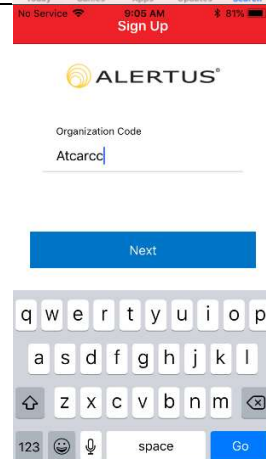 No Service 9:05 AM 81%
Sign Up
ALERTUS®
Organization Code
Atcarcc
Next
q w e r t y u i o p
a s d f g h j k l
z x c v b n m
123 space Go